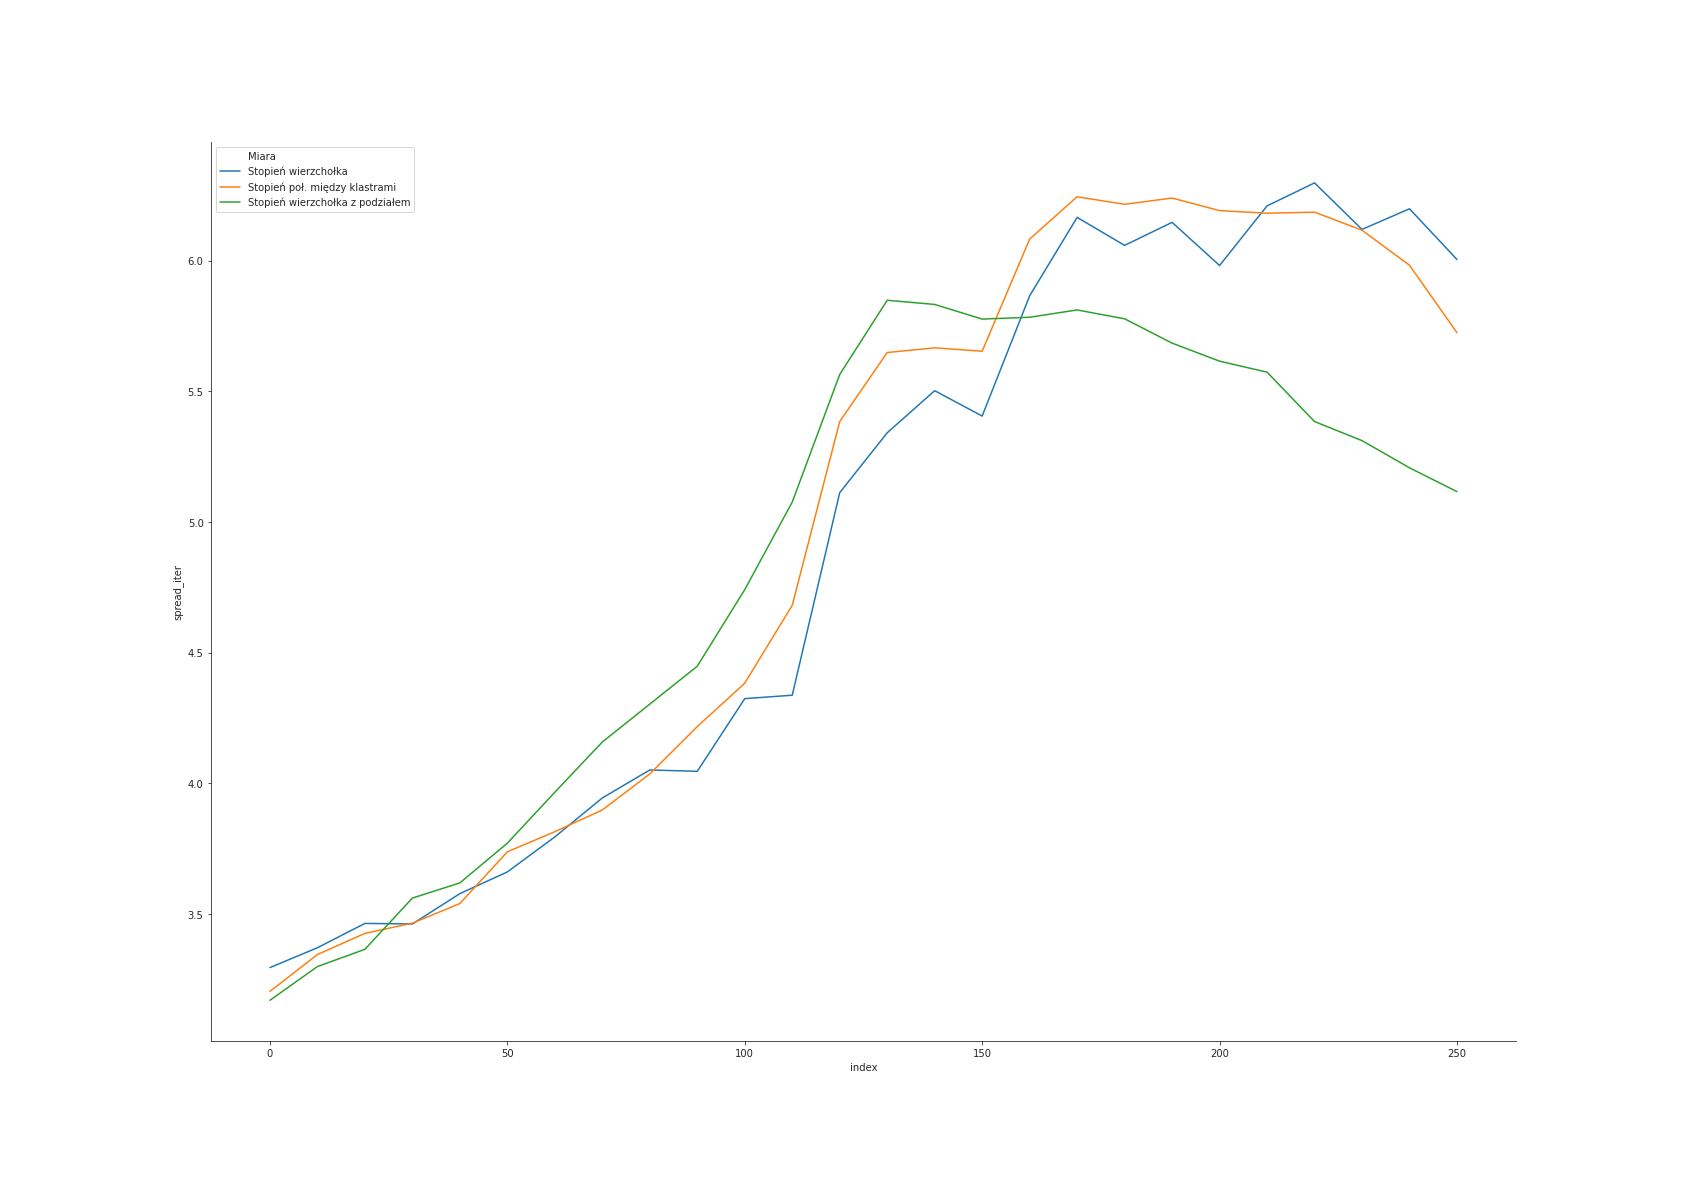 Miara
Stopień wierzchołka
Stopień poł. między klastrami
Stopień wierzchołka z podziałem
6.0
5.5
5.0
4.5
4.0
3.5
spread_iter
0 50 100 150 200 250
index